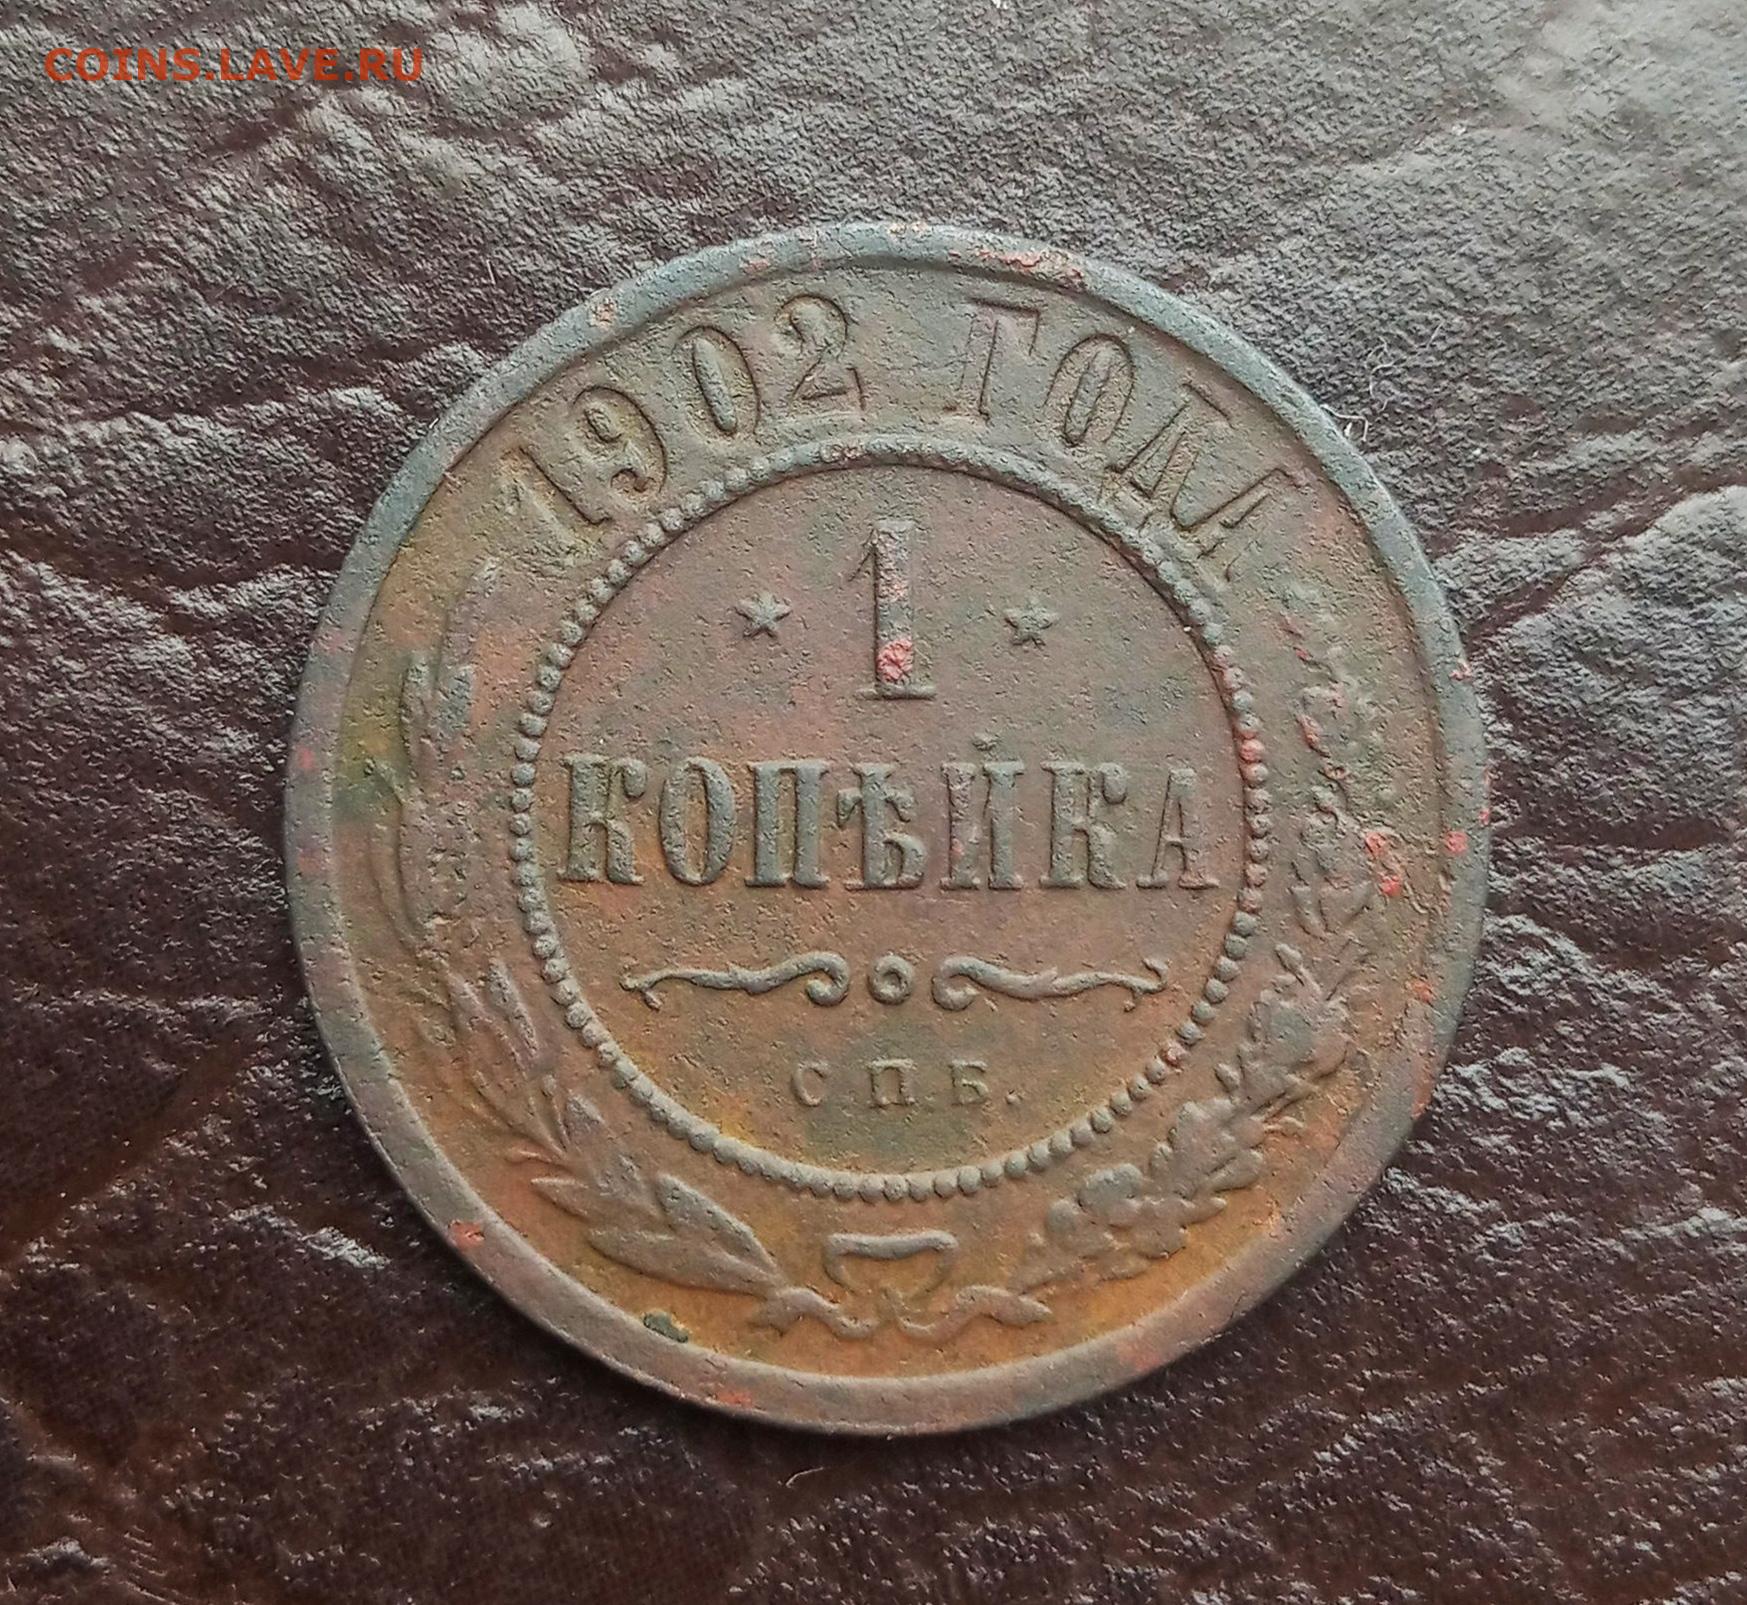 COINS.LAVE.RU
1902 ГОДА
1
КОПѢЙКА
С.П.Б.